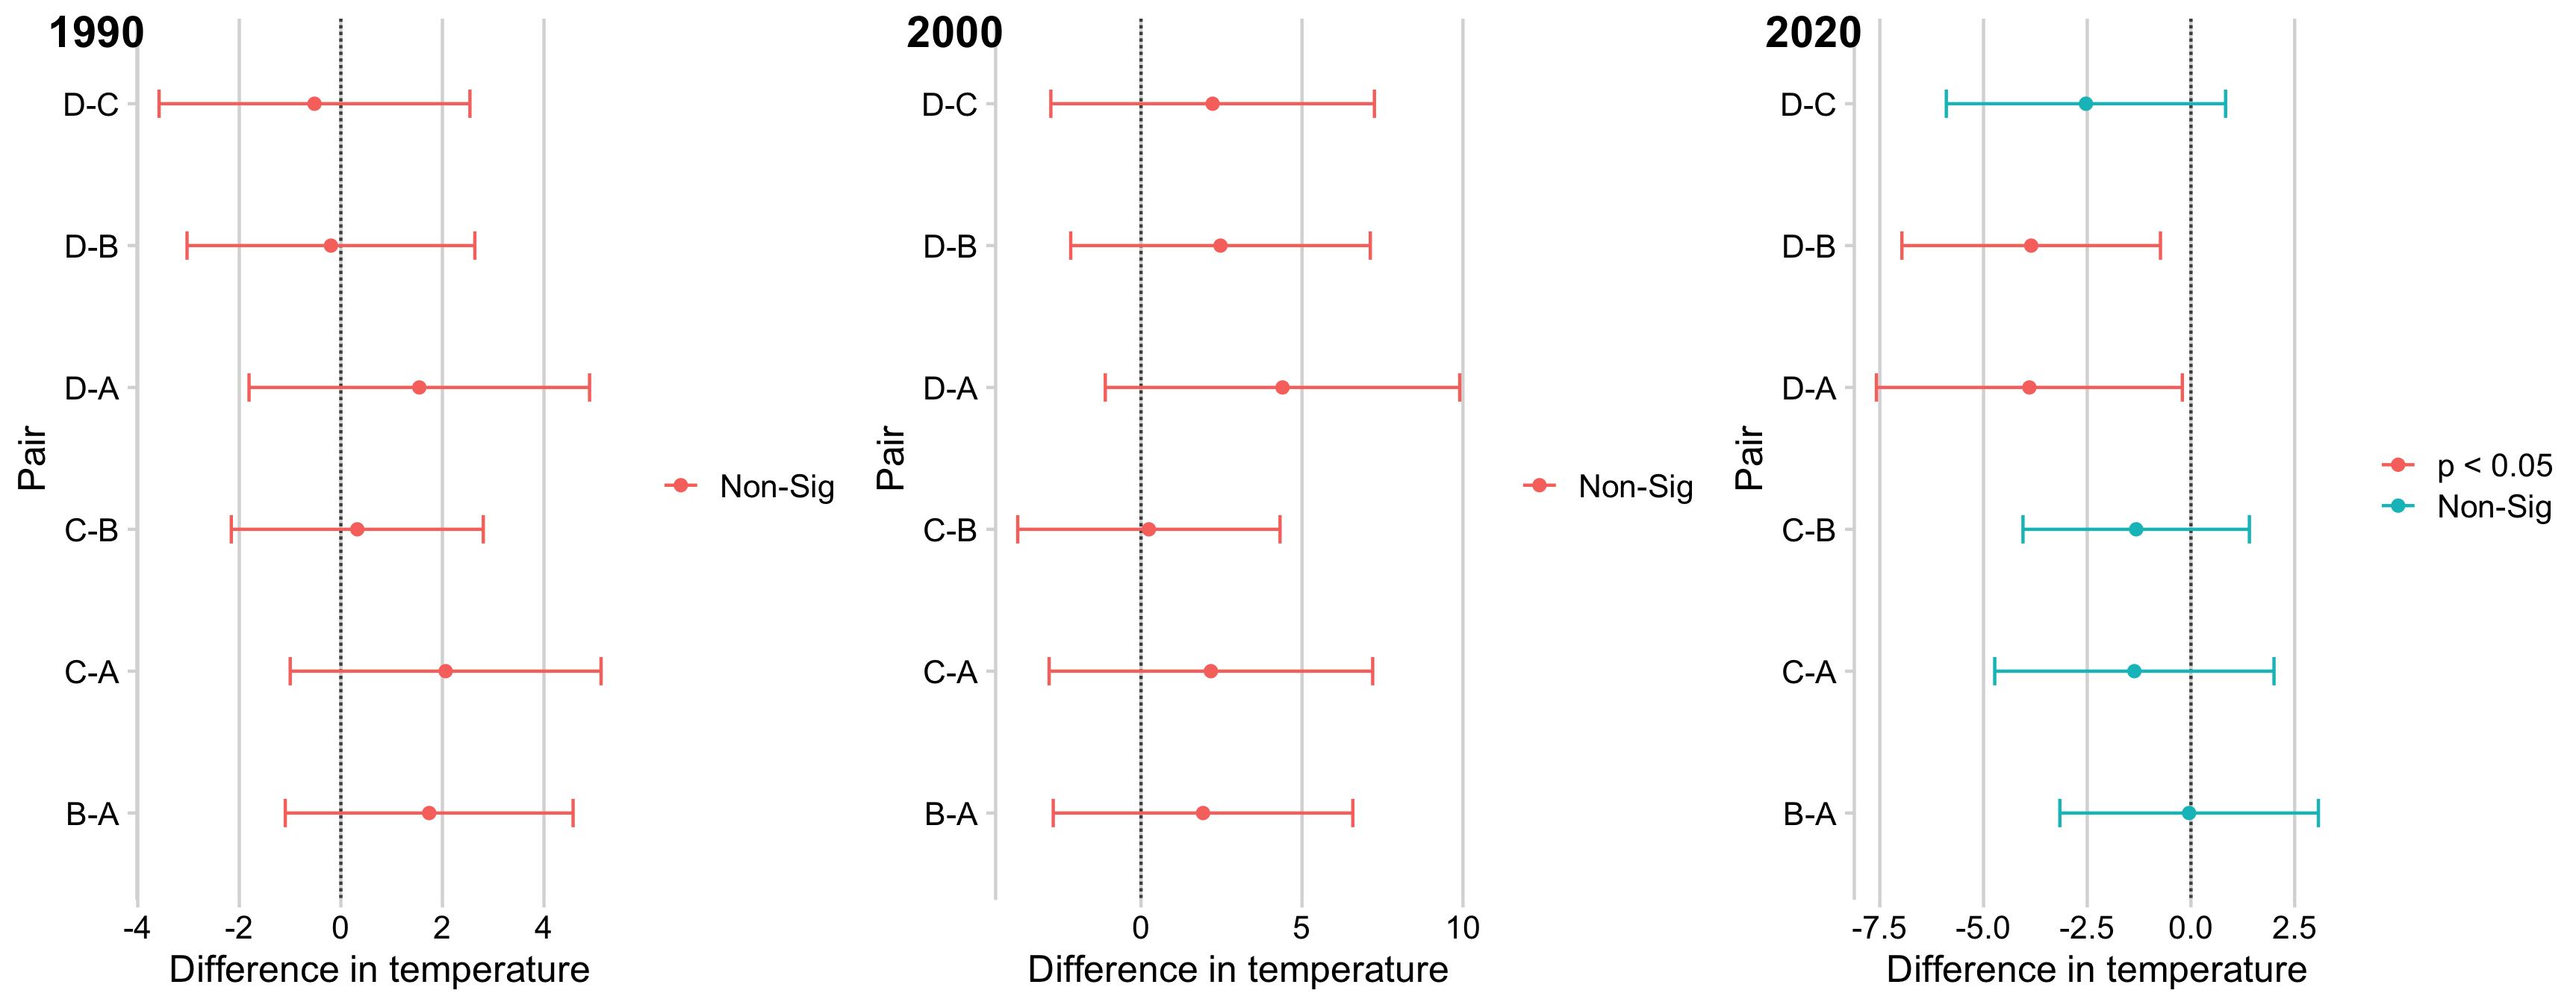 1990
D-C
D-B
D-A
C-B
C-A
B-A
Pair
-4 -2 0 2 4
Difference in temperature
Non-Sig
2000
D-C
D-B
D-A
C-B
C-A
B-A
Pair
0 5 10
Difference in temperature
Non-Sig
2020
D-C
D-B
D-A
C-B
C-A
B-A
Pair
-7.5 -5.0 -2.5 0.0 2.5
Difference in temperature
p < 0.05
Non-Sig